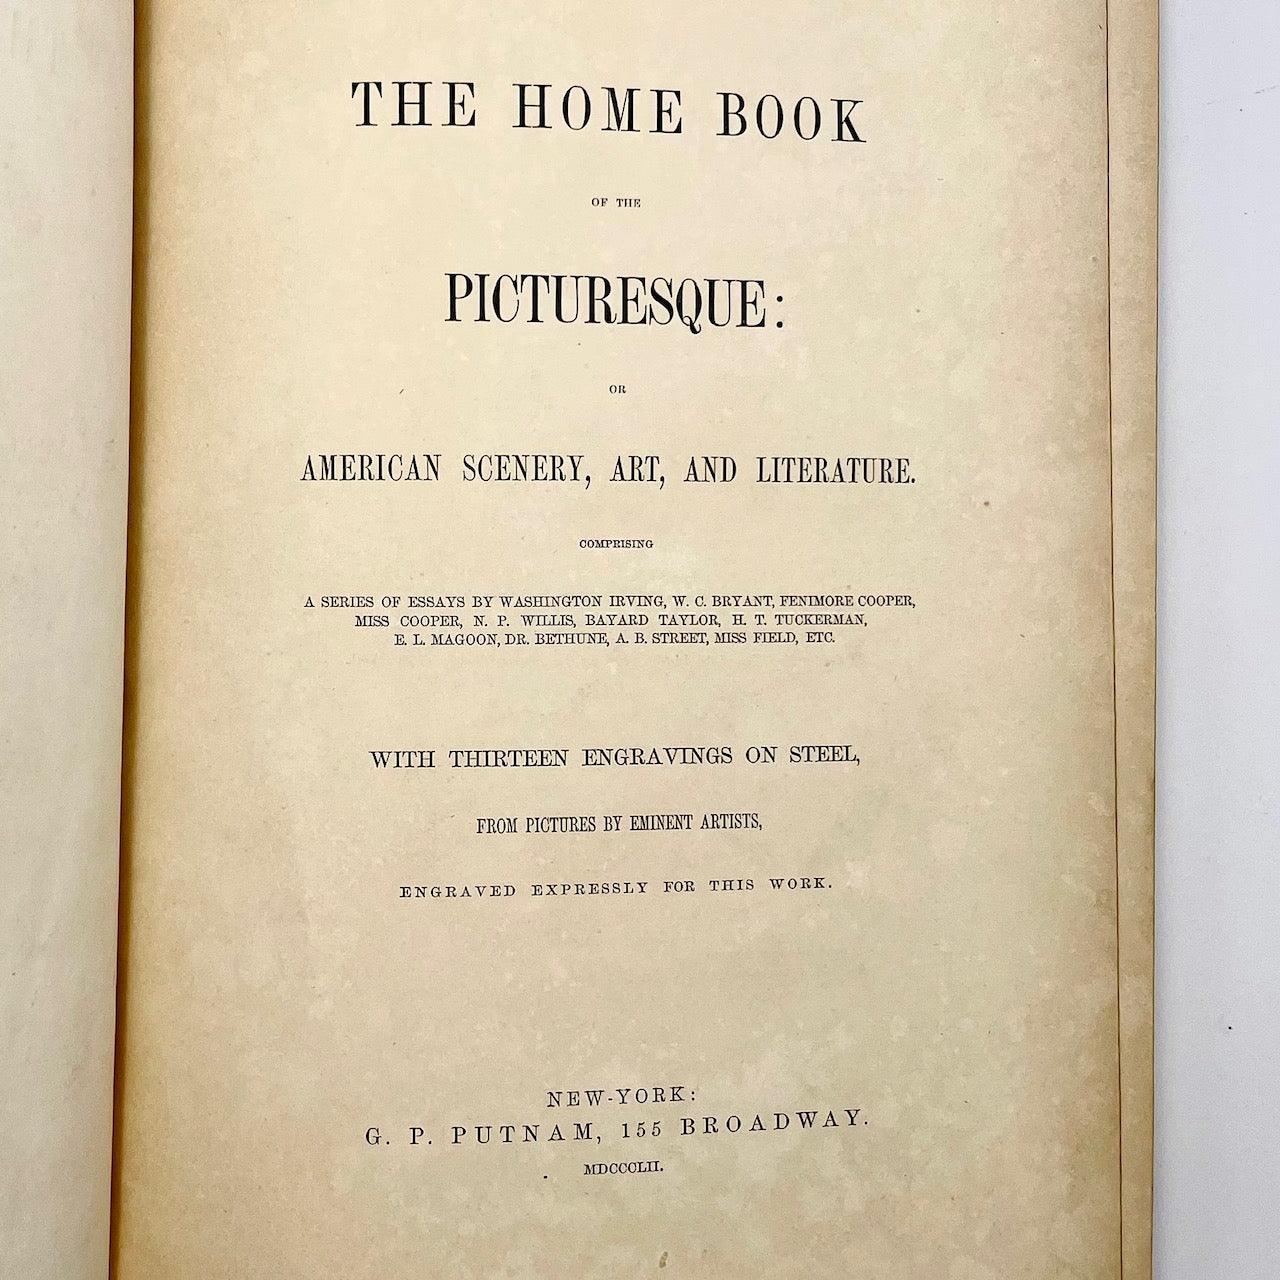 THE HOME BOOK
OF THE
PICTURESQUE:
OR
AMERICAN SCENERY, ART, AND LITERATURE.
COMPRISING
A SERIES OF ESSAYS BY WASHINGTON IRVING, W. C. BRYANT, FENIMORE COOPER,
MISS COOPER, N. P. WILLIS, BAYARD TAYLOR, H. T. TUCKERMAN,
E. L. MAGOON, DR. BETHUNE, A. B. STREET, MISS FIELD, ETC.
WITH THIRTEEN ENGRAVINGS ON STEEL,
FROM PICTURES BY EMINENT ARTISTS,
ENGRAVED EXPRESSLY FOR THIS WORK.
NEW-YORK:
G. P. PUTNAM, 155 BROADWAY.
MDCCCLII.